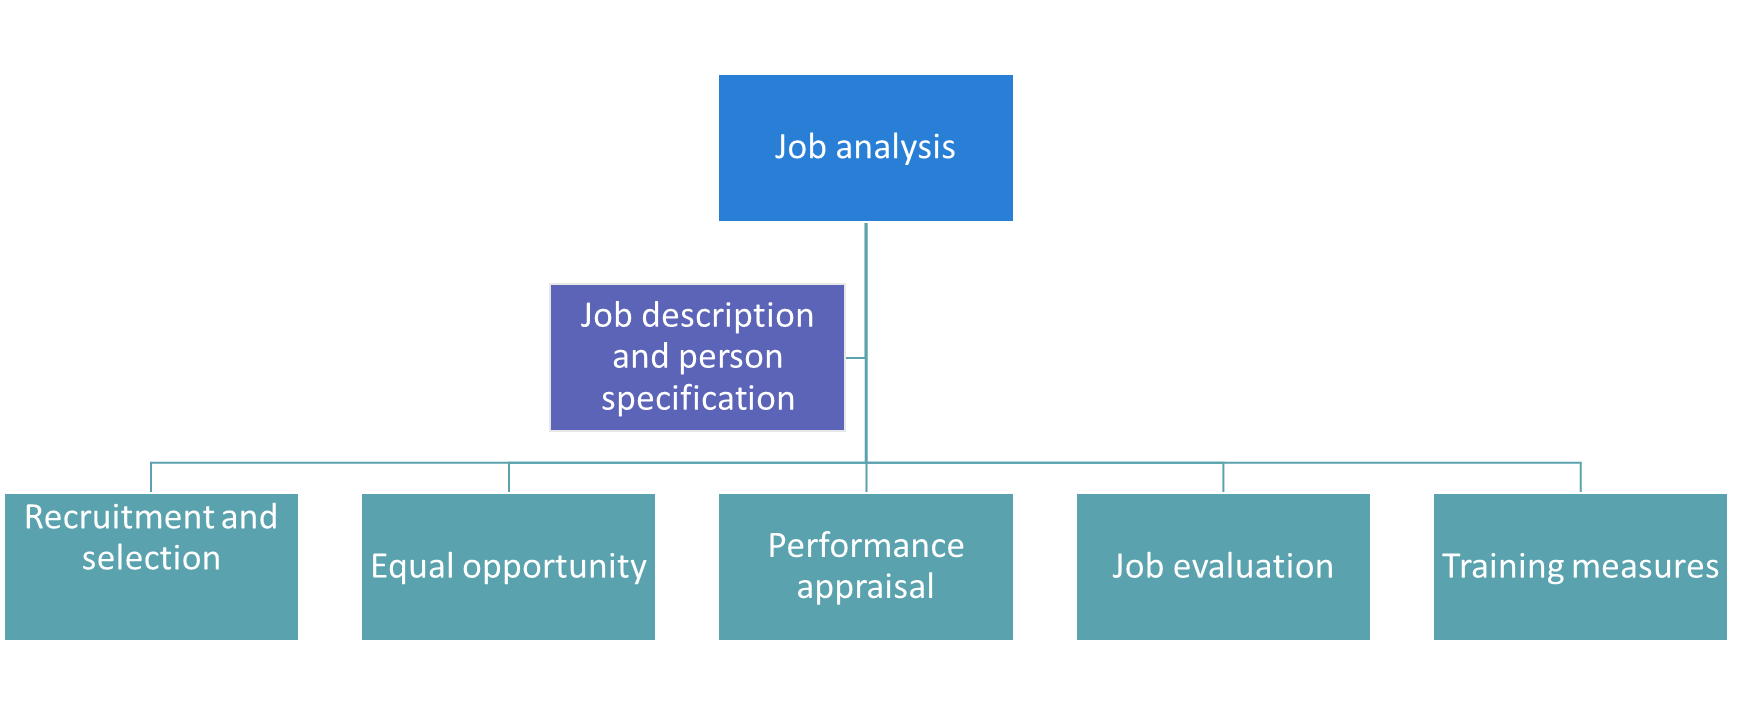 Job analysis
Job description
and person
specification
Recruitment and
selection
Equal opportunity
Performance
appraisal
Job evaluation
Training measures